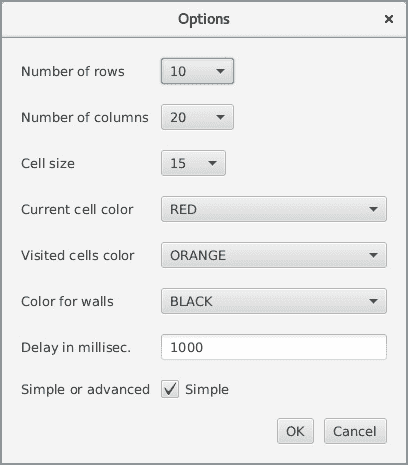 Options
Number of rows 10
Number of columns 20
Cell size 15
Current cell color RED
Visited cells color ORANGE
Color for walls BLACK
Delay in millisec. 1000
Simple or advanced Simple
OK Cancel